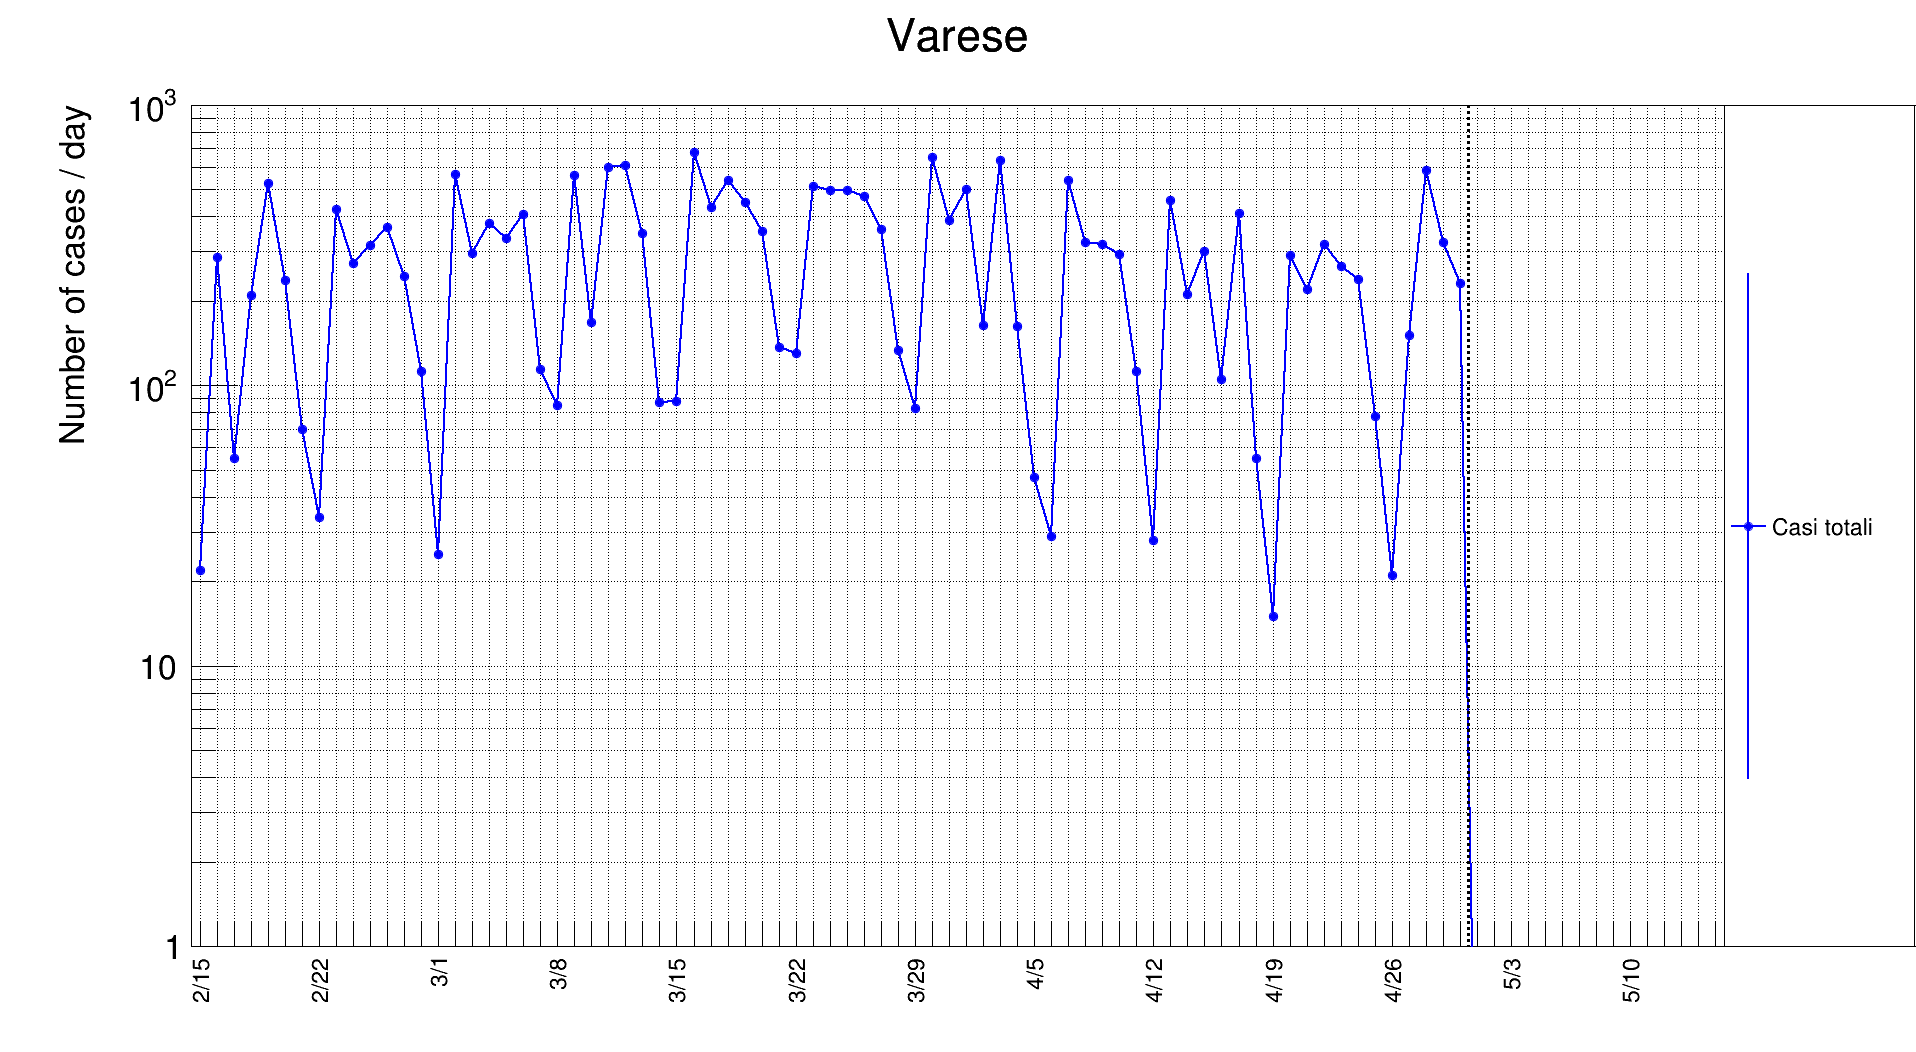 Varese
Number of cases / day
10³
10²
10
1
2/15 2/22 3/1 3/8 3/15 3/22 3/29 4/5 4/12 4/19 4/26 5/3 5/10
Casi totali